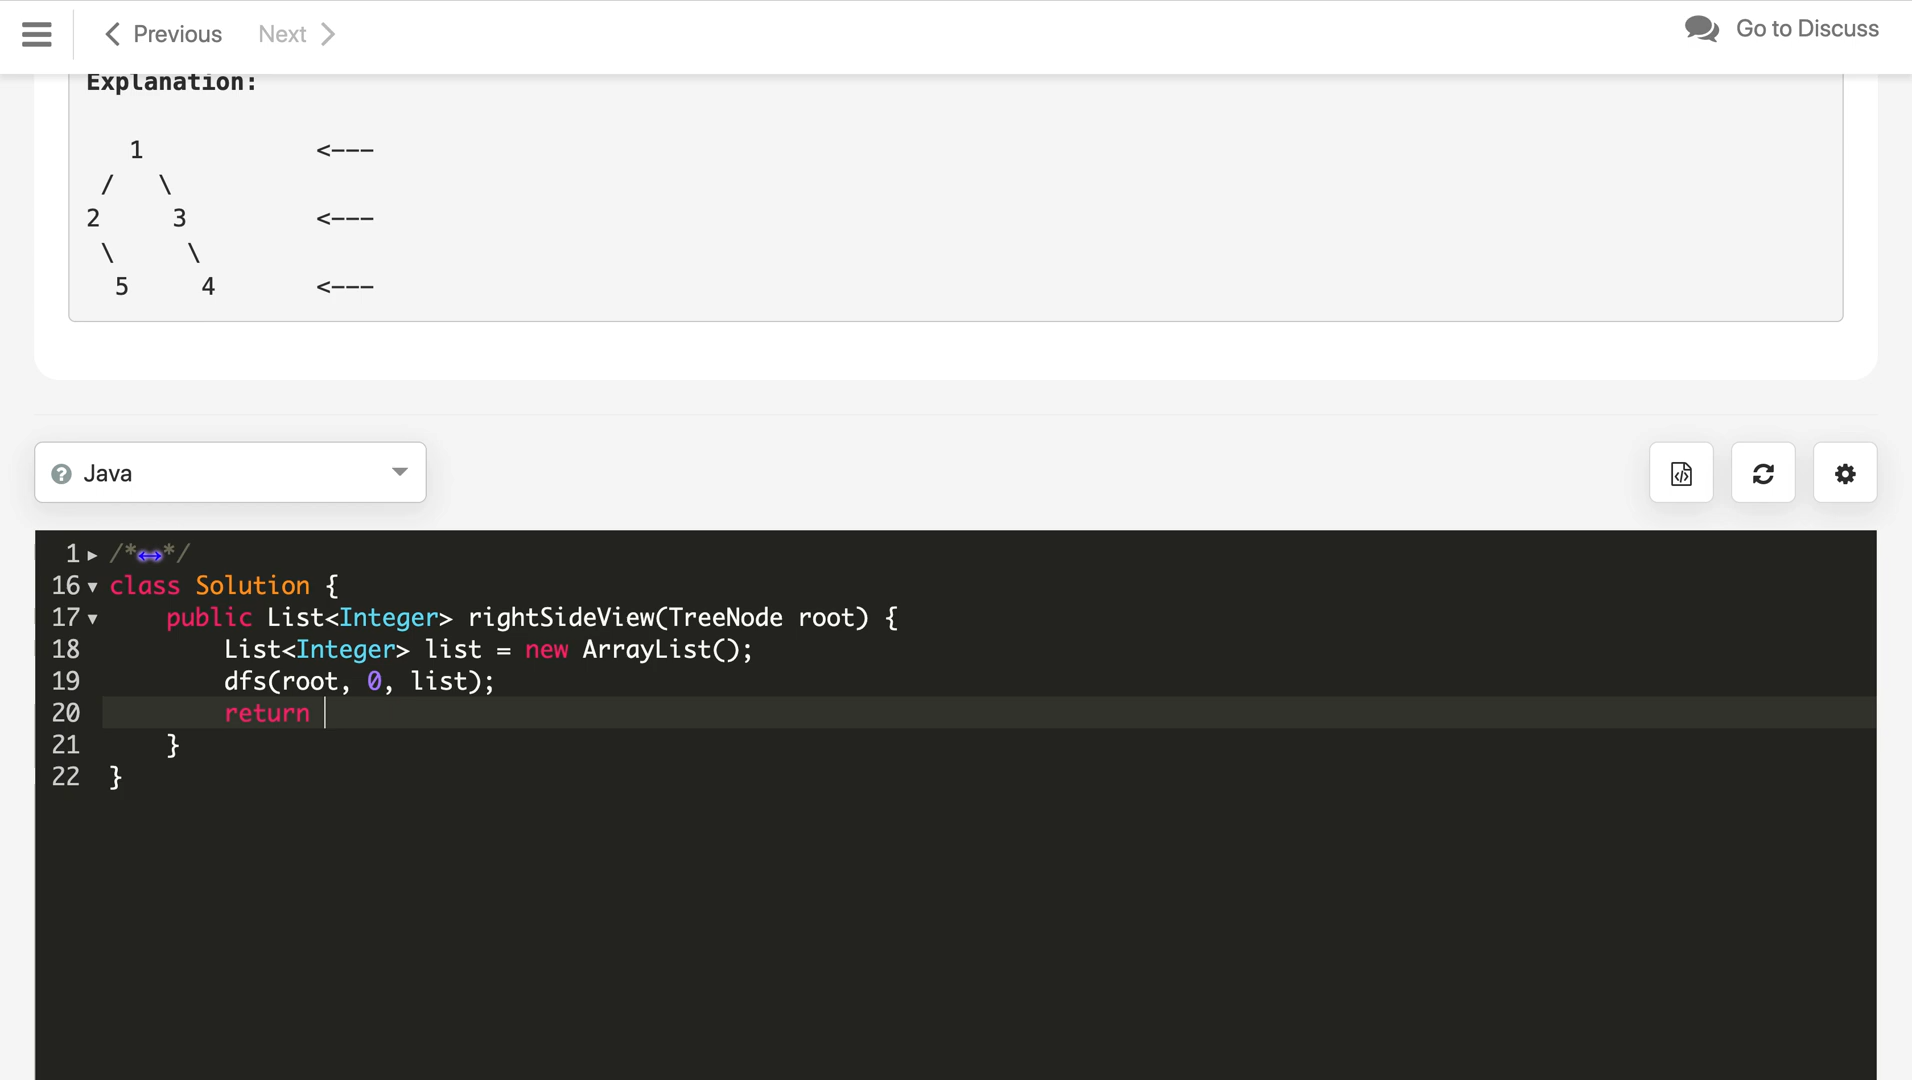 Previous Next Go to Discuss
Explanation:
1 <---
/ \
2 3 <---
\ \
5 4 <---
Java
1 /*↔*/
16 class Solution {
17 public List<Integer> rightSideView(TreeNode root) {
18 List<Integer> list = new ArrayList();
19 dfs(root, 0, list);
20 return
21 }
22 }